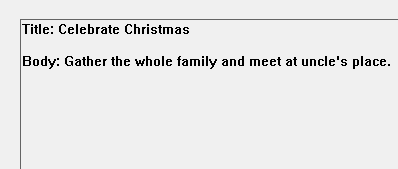 Title: Celebrate Christmas
Body: Gather the whole family and meet at uncle's place.